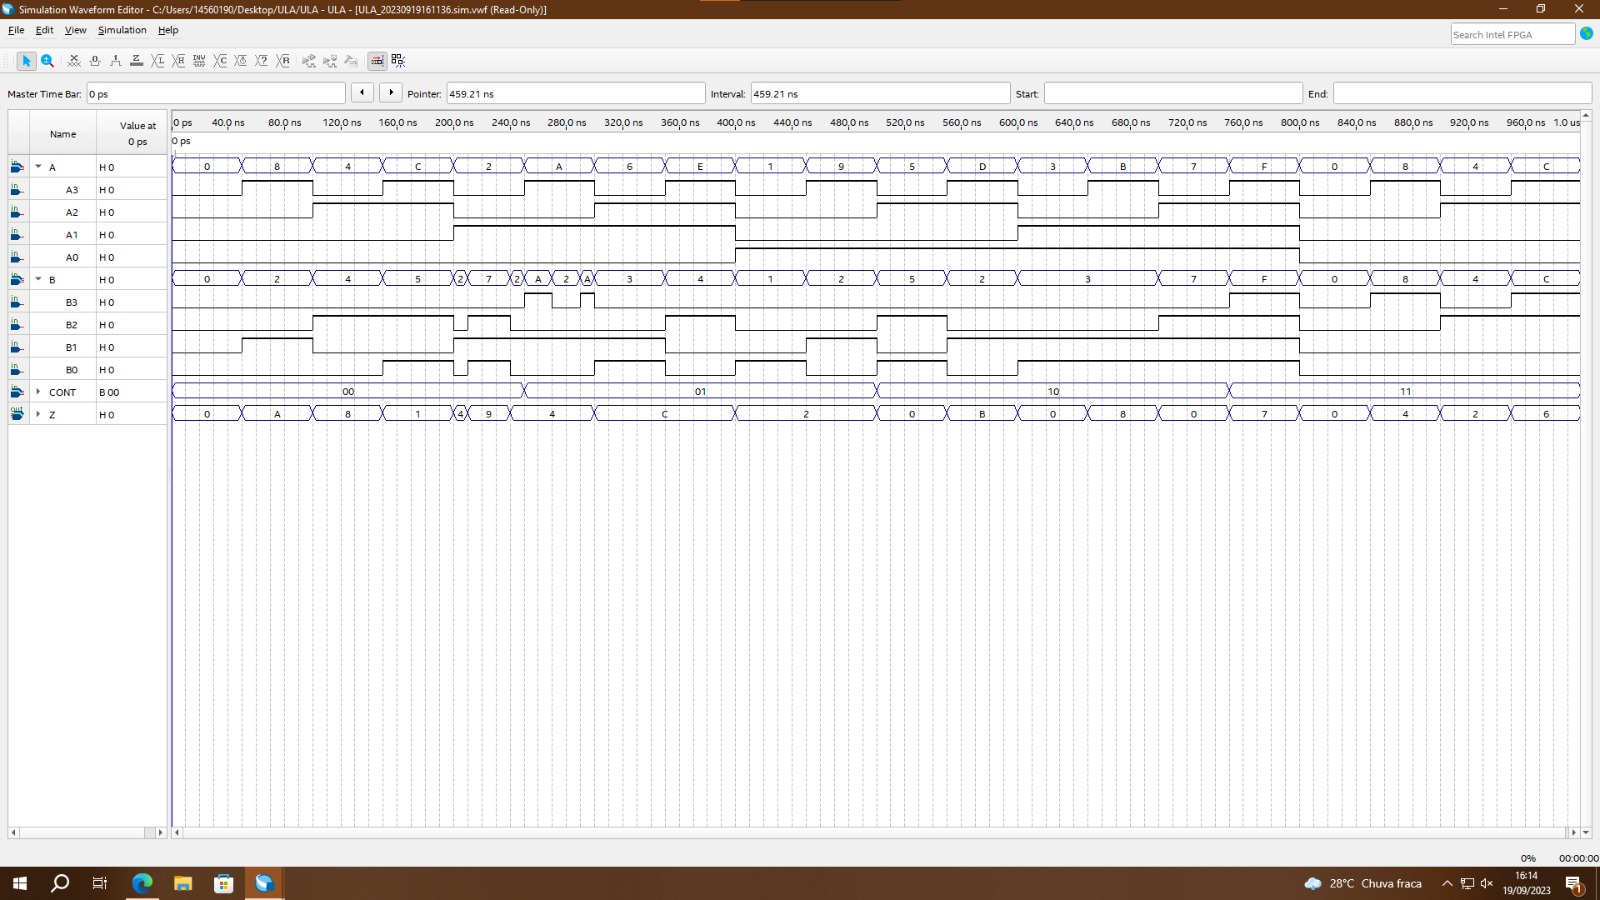 Simulation Waveform Editor - C:/Users/14560190/Desktop/ULA/ULA - ULA - [ULA_20230919161136.sim.vwf (Read-Only)]
File Edit View Simulation Help
Search Intel FPGA
Master Time Bar: 0 ps Pointer: 459.21 ns Interval: 459.21 ns Start: End:
Name Value at 0 ps
0 ps 40.0 ns 80.0 ns 120.0 ns 160.0 ns 200.0 ns 240.0 ns 280.0 ns 320.0 ns 360.0 ns 400.0 ns 440.0 ns 480.0 ns 520.0 ns 560.0 ns 600.0 ns 640.0 ns 680.0 ns 720.0 ns 760.0 ns 800.0 ns 840.0 ns 880.0 ns 920.0 ns 960.0 ns 1.0 us
0 ps
A H 0 0 8 4 C 2 A 6 E 1 9 5 D 3 B 7 F 0 8 4 C
A3 H 0
A2 H 0
A1 H 0
A0 H 0
B H 0 0 2 4 5 2 7 2 A 2 A 3 4 1 2 5 2 3 7 F 0 8 4 C
B3 H 0
B2 H 0
B1 H 0
B0 H 0
CONT B 00 00 01 10 11
Z H 0 0 A 8 1 4 9 4 C 2 0 B 0 8 0 7 0 4 2 6
0% 00:00:00
28°C Chuva fraca
16:14
19/09/2023
1